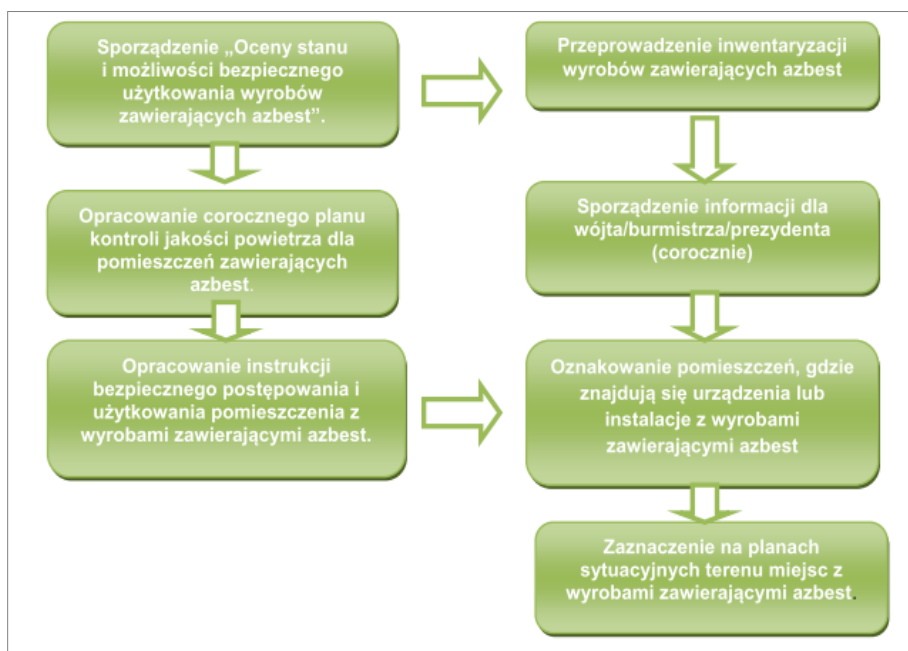 Sporządzenie „Oceny stanu
i możliwości bezpiecznego
użytkowania wyrobów
zawierających azbest”.
Przeprowadzenie inwentaryzacji
wyrobów zawierających azbest
Opracowanie corocznego planu
kontroli jakości powietrza dla
pomieszczeń zawierających
azbest.
Sporządzenie informacji dla
wójta/burmistrza/prezydenta
(corocznie)
Opracowanie instrukcji
bezpiecznego postępowania i
użytkowania pomieszczenia z
wyrobami zawierającymi azbest.
Oznakowanie pomieszczeń, gdzie
znajdują się urządzenia lub
instalacje z wyrobami
zawierającymi azbest
Zaznaczenie na planach
sytuacyjnych terenu miejsc z
wyrobami zawierającymi azbest.